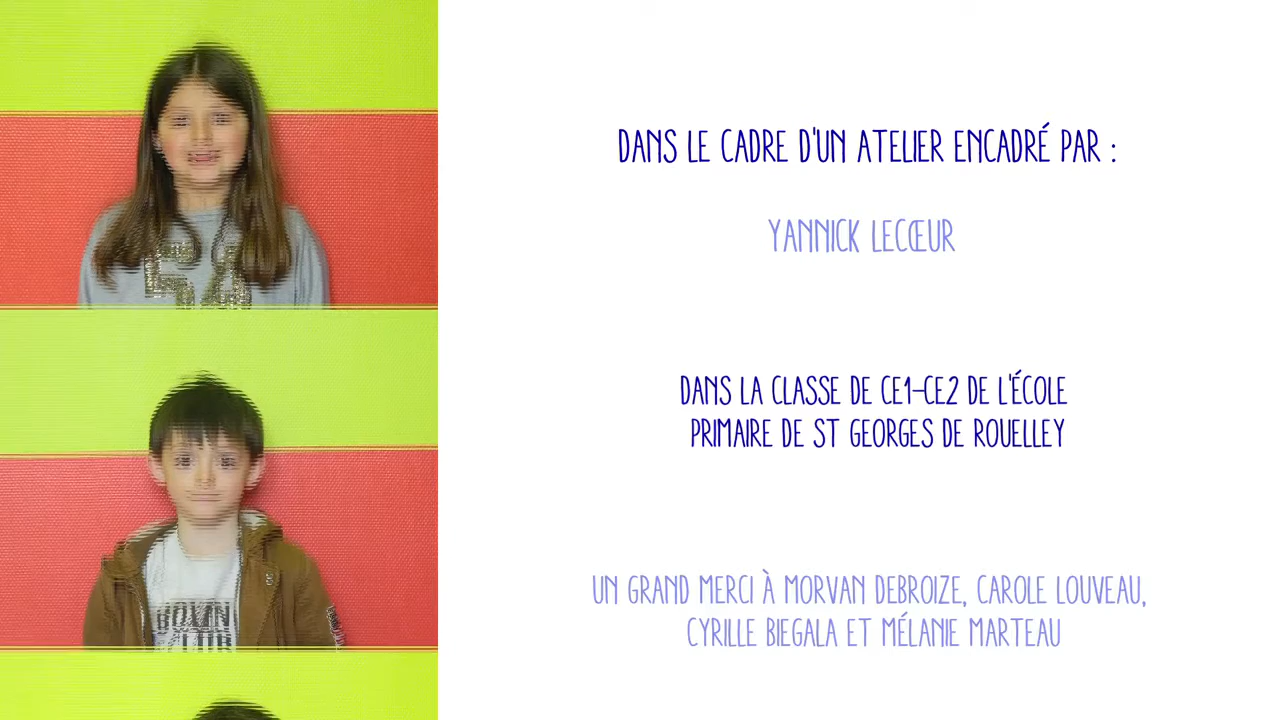 DANS LE CADRE D'UN ATELIER ENCADRÉ PAR :
YANNICK LECŒUR
DANS LA CLASSE DE CE1-CE2 DE L'ÉCOLE
PRIMAIRE DE ST GEORGES DE ROUELLEY
UN GRAND MERCI À MORVAN DEBROIZE, CAROLE LOUVEAU,
CYRILLE BIEGALA ET MÉLANIE MARTEAU
54